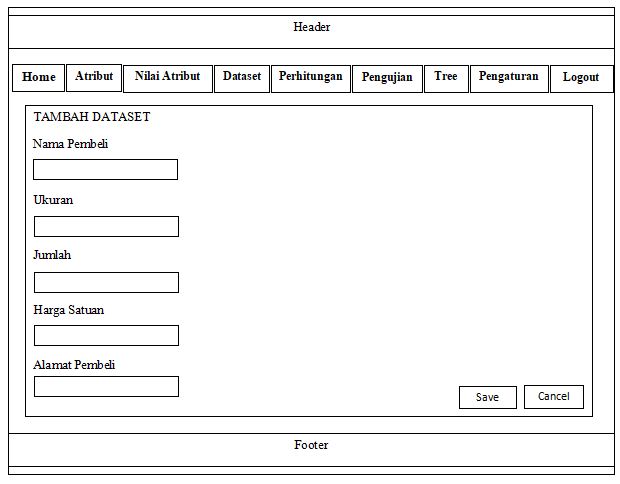 Header
Home Atribut Nilai Atribut Dataset Perhitungan Pengujian Tree Pengaturan Logout
TAMBAH DATASET
Nama Pembeli
Ukuran
Jumlah
Harga Satuan
Alamat Pembeli
Save Cancel
Footer